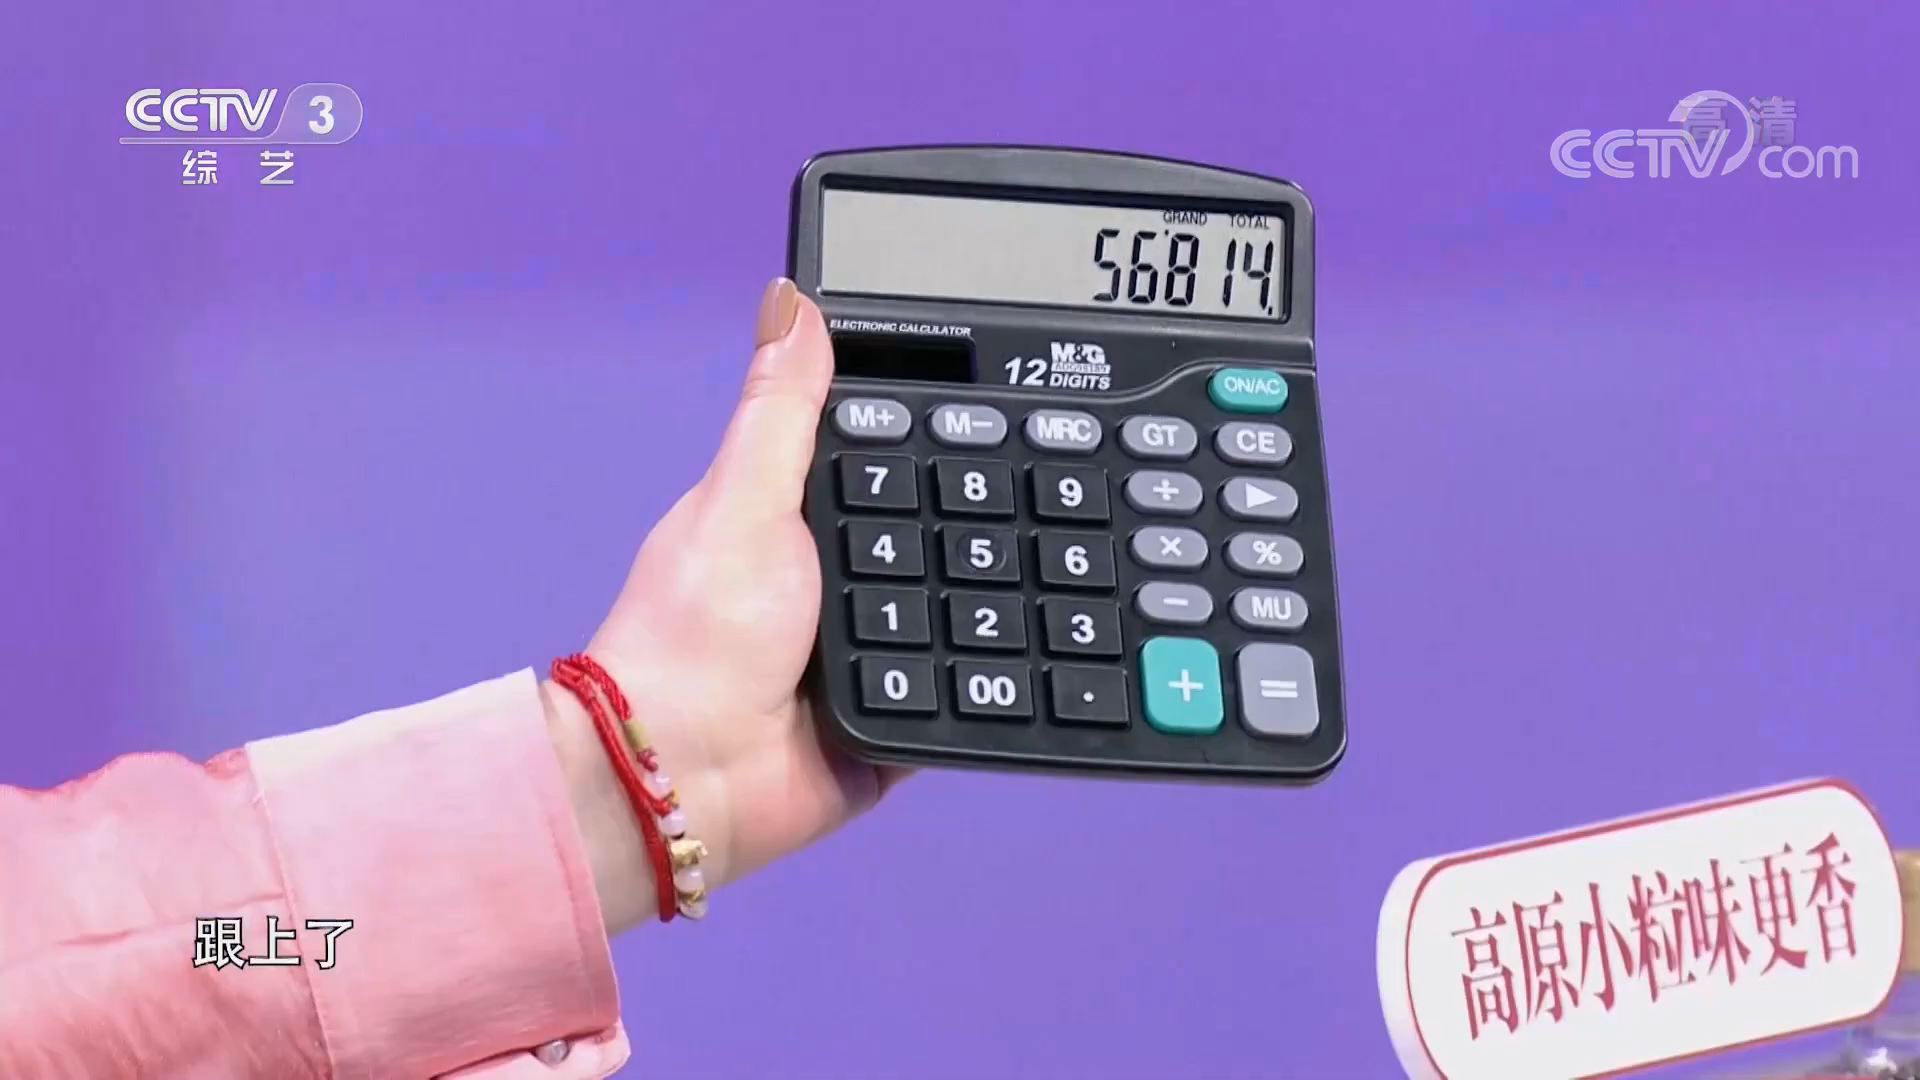 CCTV 3
综艺
高清
CCTV.com
GRAND TOTAL
56'814.
ELECTRONIC CALCULATOR
M&G
12 DIGITS
ON/AC
M+ M− MRC GT CE
7 8 9 ÷ ▶
4 5 6 × %
1 2 3 − MU
0 00 . + =
跟上了
高原小粒味更香